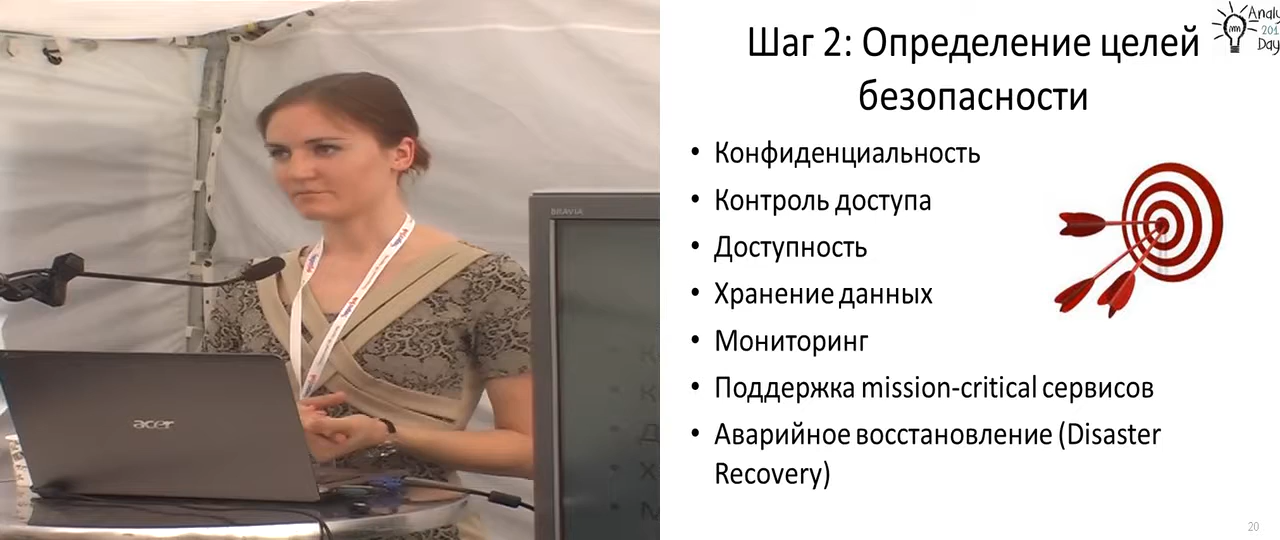 BRAVIA
acer
Шаг 2: Определение целей
безопасности
• Конфиденциальность
• Контроль доступа
• Доступность
• Хранение данных
• Мониторинг
• Поддержка mission-critical сервисов
• Аварийное восстановление (Disaster
Recovery)
20